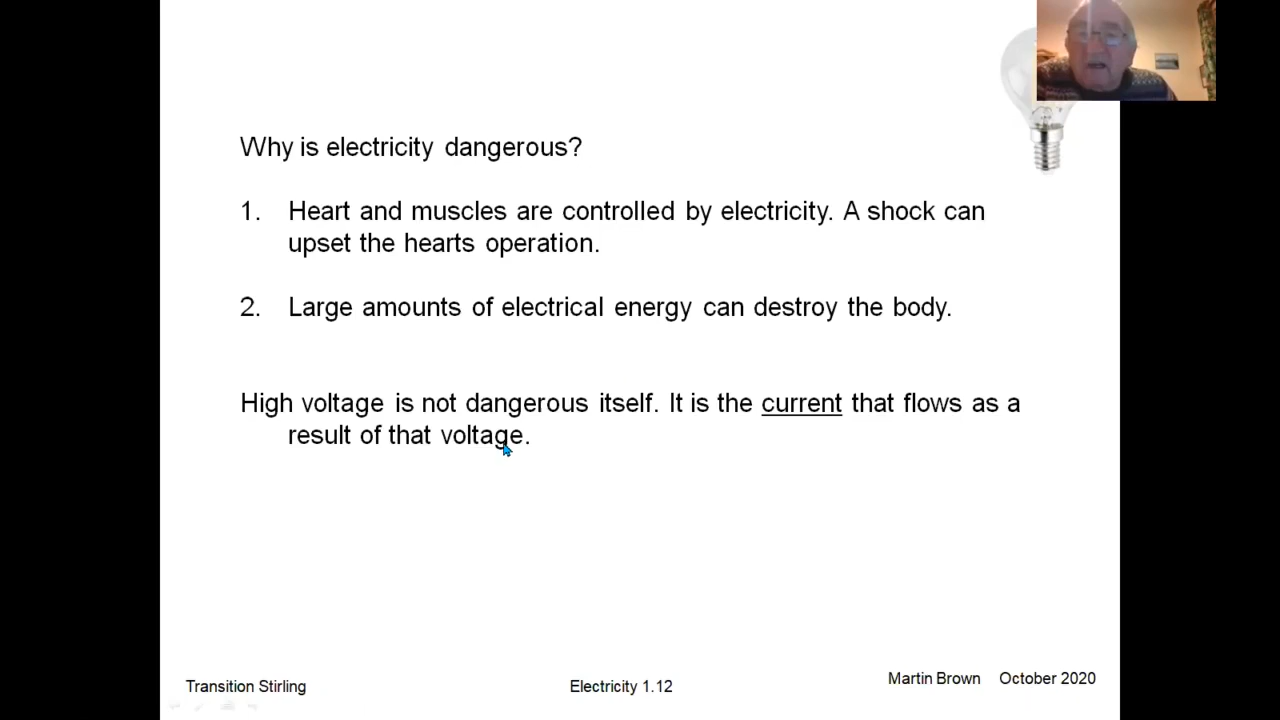 Why is electricity dangerous?
1. Heart and muscles are controlled by electricity. A shock can
upset the hearts operation.
2. Large amounts of electrical energy can destroy the body.
High voltage is not dangerous itself. It is the current that flows as a
result of that voltage.
Transition Stirling
Electricity 1.12
Martin Brown October 2020